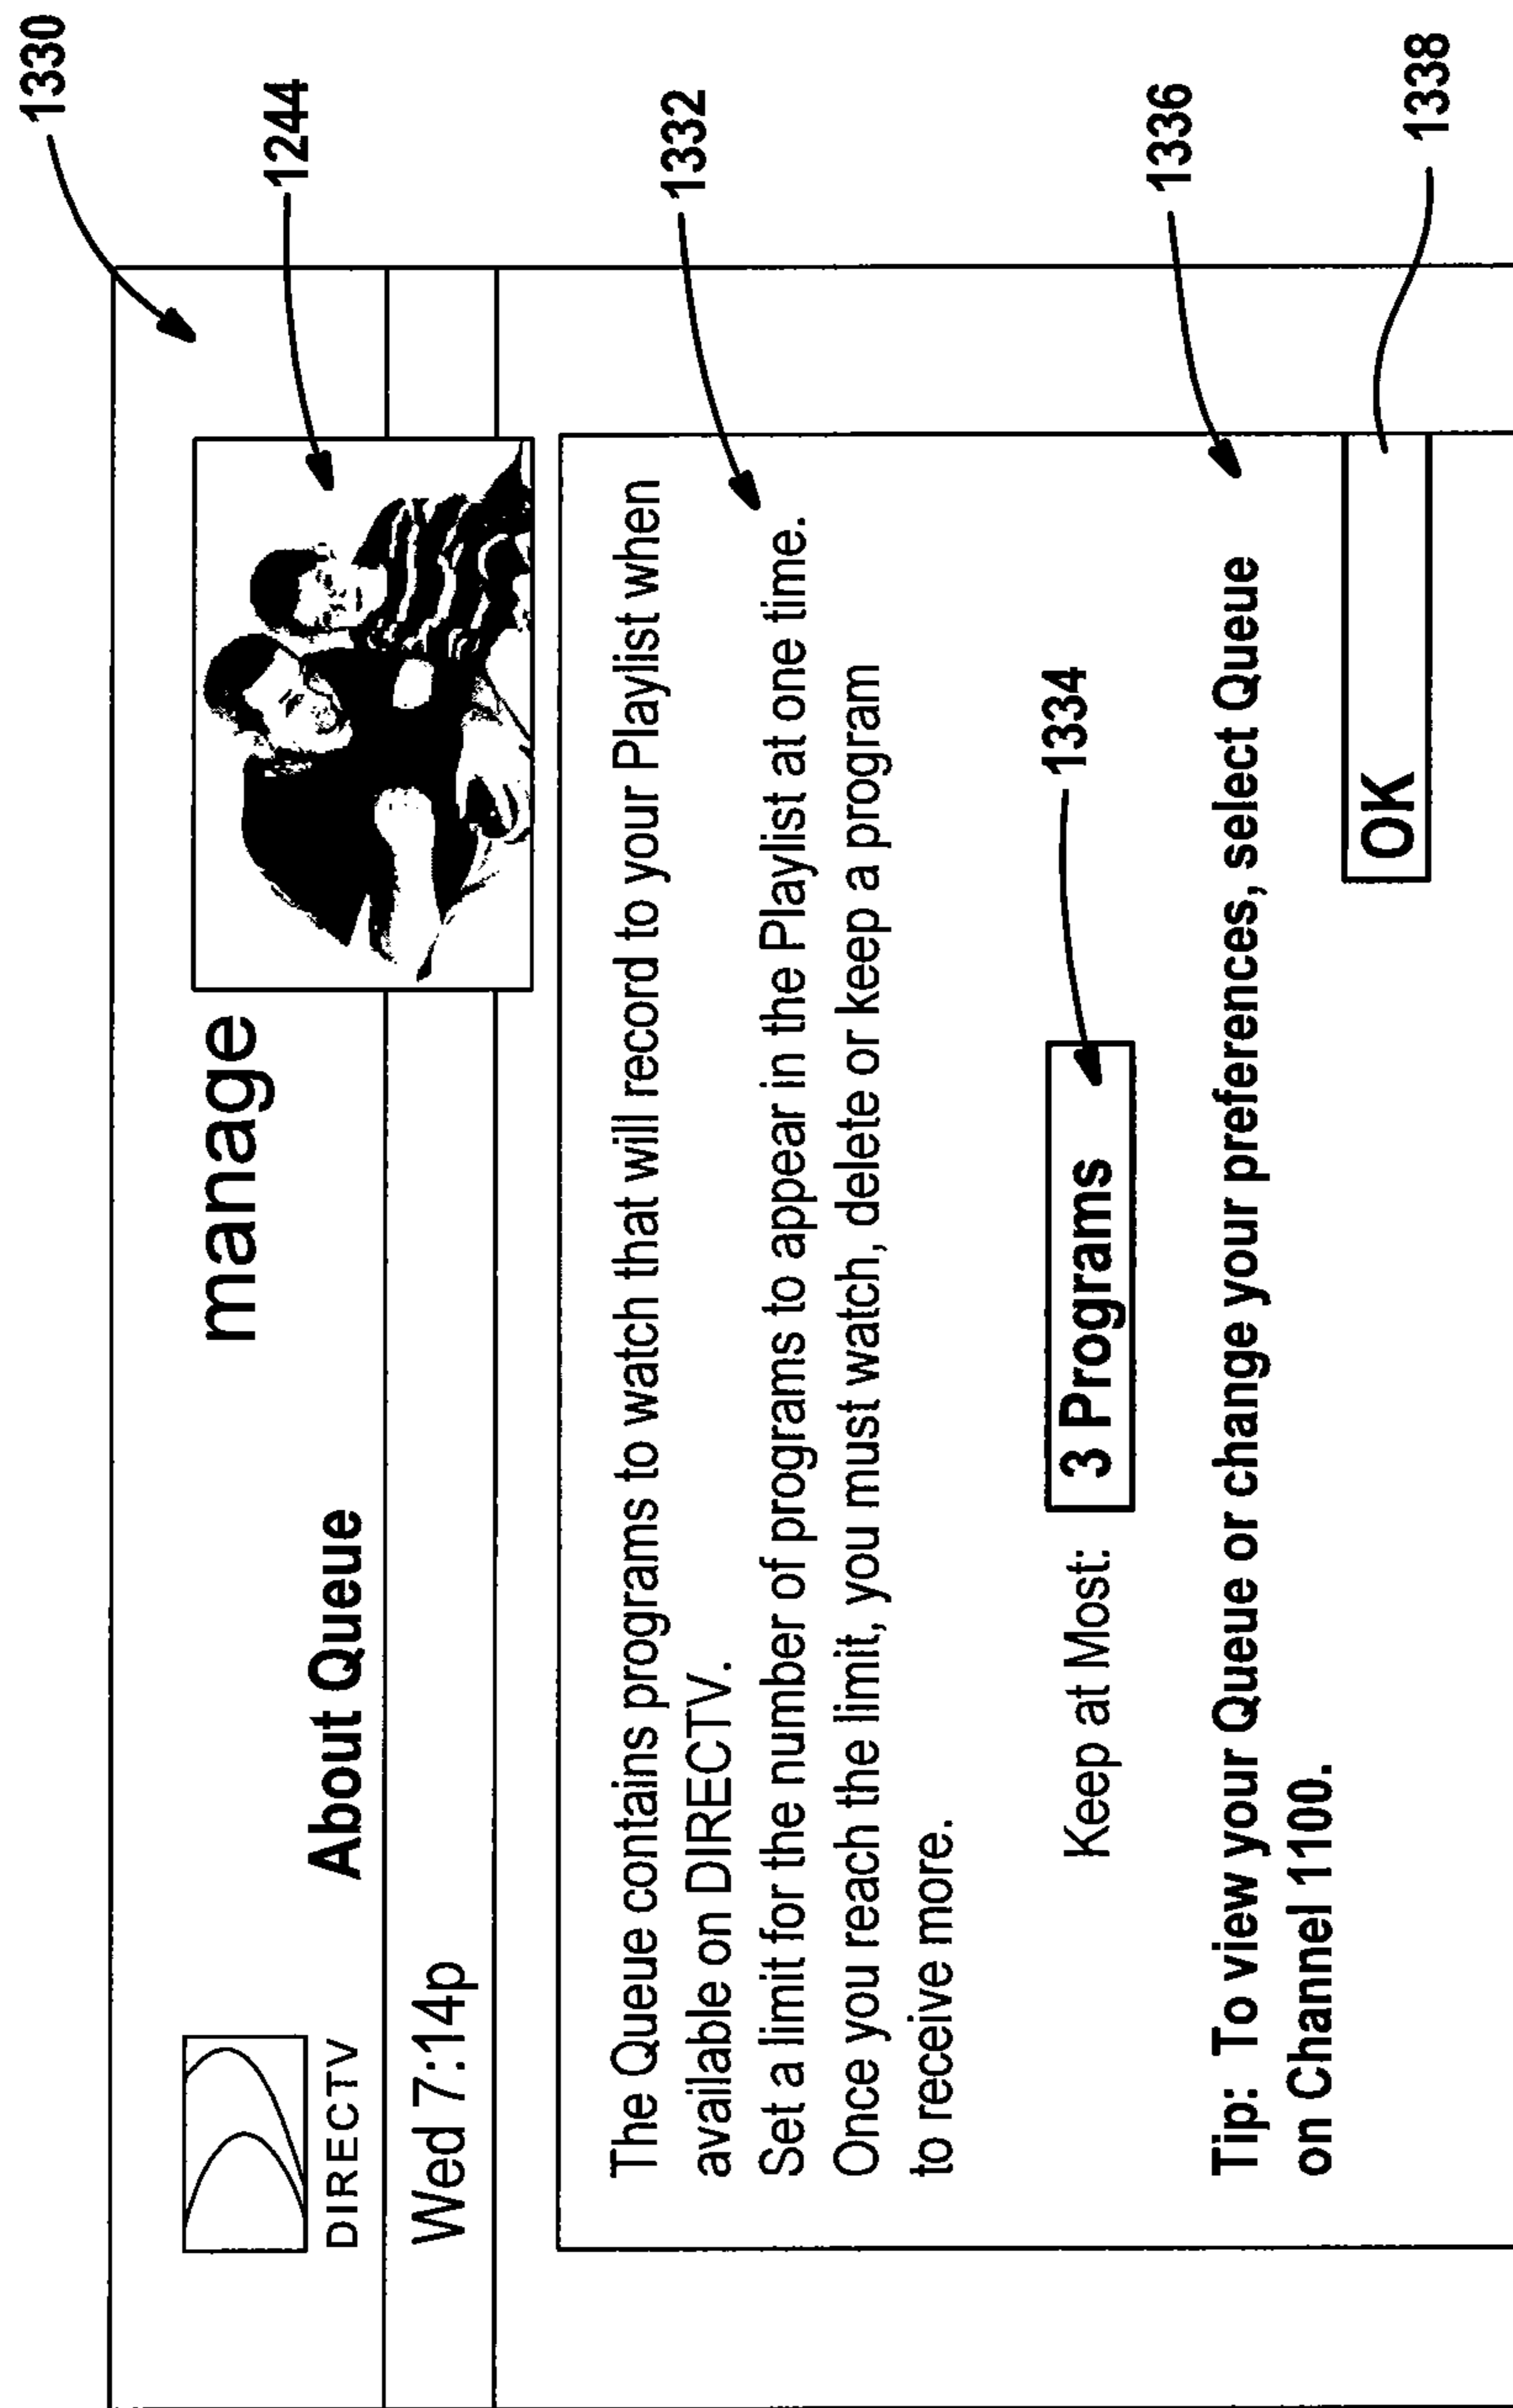 1330
manage
1244
DIRECTV
About Queue
Wed 7:14p
The Queue contains programs to watch that will record to your Playlist when
available on DIRECTV.
1332
Set a limit for the number of programs to appear in the Playlist at one time.
Once you reach the limit, you must watch, delete or keep a program
to receive more.
1334
Keep at Most: 3 Programs
1336
Tip: To view your Queue or change your preferences, select Queue
on Channel 1100.
OK
1338